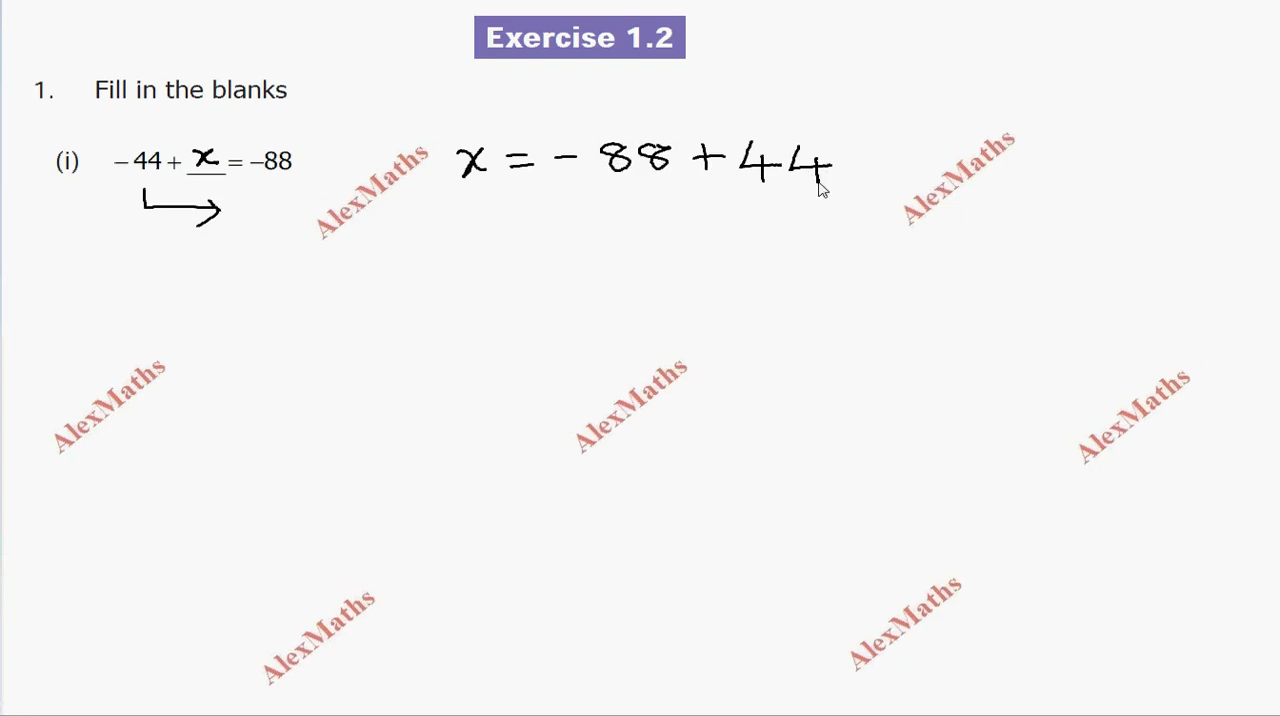 Exercise 1.2
1. Fill in the blanks
(i) – 44 + x = –88
x = - 88 + 44
AlexMaths
AlexMaths
AlexMaths
AlexMaths
AlexMaths
AlexMaths
AlexMaths